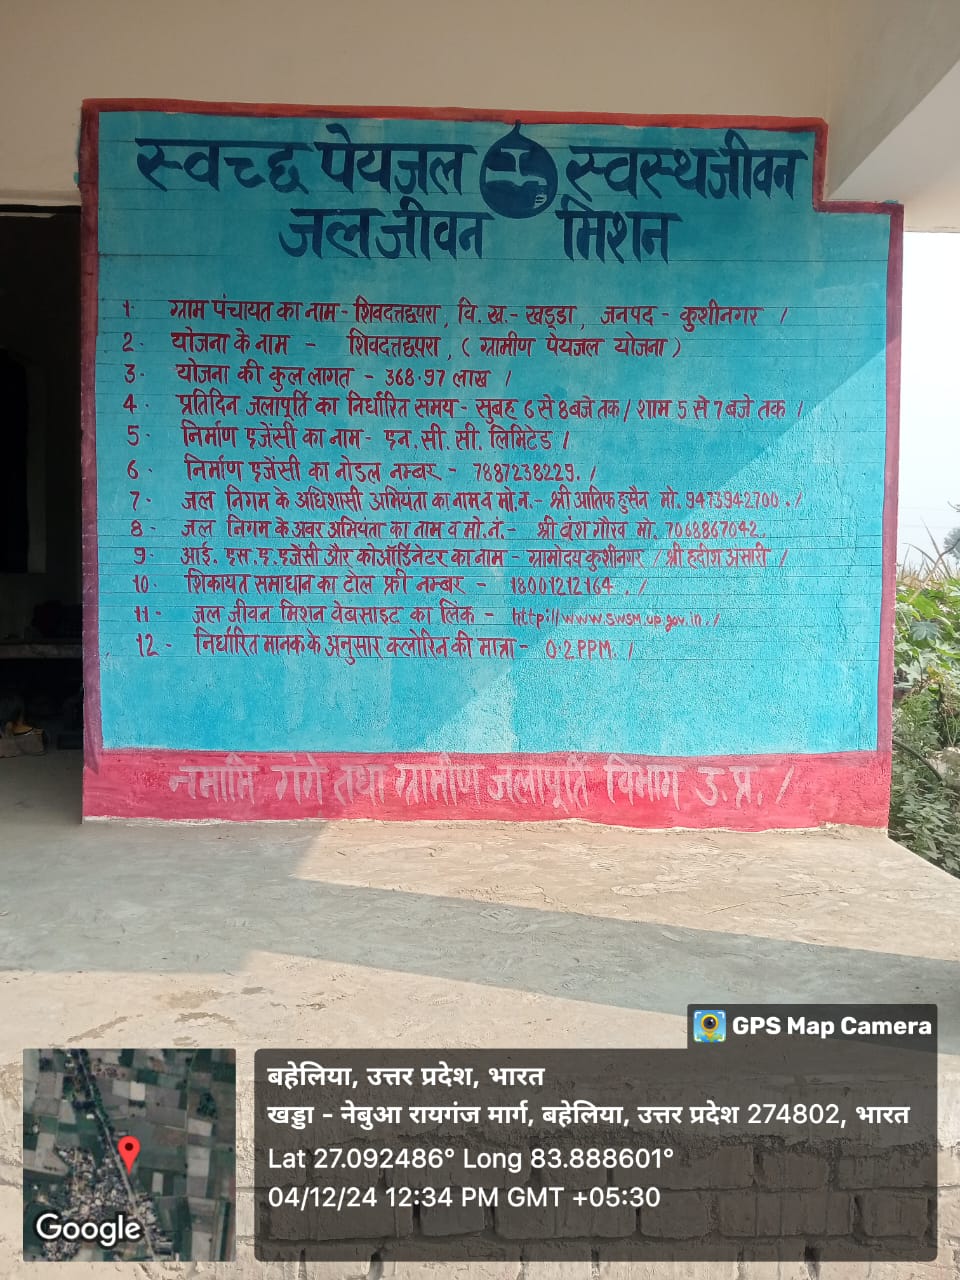 स्वच्छ पेयजल स्वस्थ जीवन
जल जीवन मिशन
1. ग्राम पंचायत का नाम - शिवदत्तछपरा, वि. ख. - खड्डा, जनपद - कुशीनगर /
2. योजना के नाम - शिवदत्तछपरा, ( ग्रामीण पेयजल योजना )
3. योजना की कुल लागत - 368.97 लाख /
4. प्रतिदिन जलापूर्ति का निर्धारित समय - सुबह 6 से 8 बजे तक / शाम 5 से 7 बजे तक /
5. निर्माण एजेंसी का नाम - एन. सी. सी. लिमिटेड /
6. निर्माण एजेंसी का नोडल नम्बर - 7887238229. /
7. जल निगम के अधिशासी अभियंता का नाम व मो. न. - श्री आतिफ हुसैन मो. 9473942700. /
8. जल निगम के अवर अभियंता का नाम व मो. नं. - श्री वंश गौरव मो. 7068867042.
9. आई. एस. ए. एजेंसी और कोऑर्डिनेटर का नाम - ग्रामोदय कुशीनगर / श्री हदीश अंसारी /
10. शिकायत समाधान का टोल फ्री नम्बर - 18001212164. /
11. जल जीवन मिशन वेबसाइट का लिंक - http://www.swsm.up.gov.in. /
12. निर्धारित मानक के अनुसार क्लोरिन की मात्रा - 0.2 PPM. /
नमामि गंगे तथा ग्रामीण जलापूर्ति विभाग उ. प्र. /
GPS Map Camera
बहेलिया, उत्तर प्रदेश, भारत
खड्डा - नेबुआ रायगंज मार्ग, बहेलिया, उत्तर प्रदेश 274802, भारत
Lat 27.092486° Long 83.888601°
04/12/24 12:34 PM GMT +05:30
Google